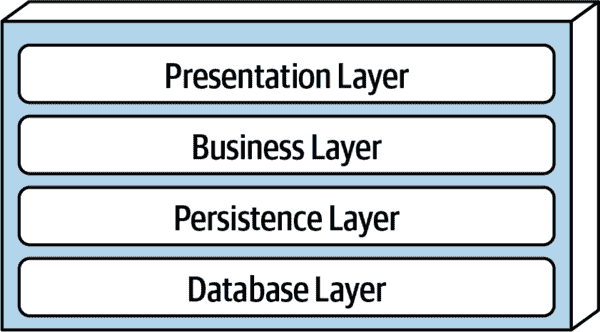 Presentation Layer
Business Layer
Persistence Layer
Database Layer